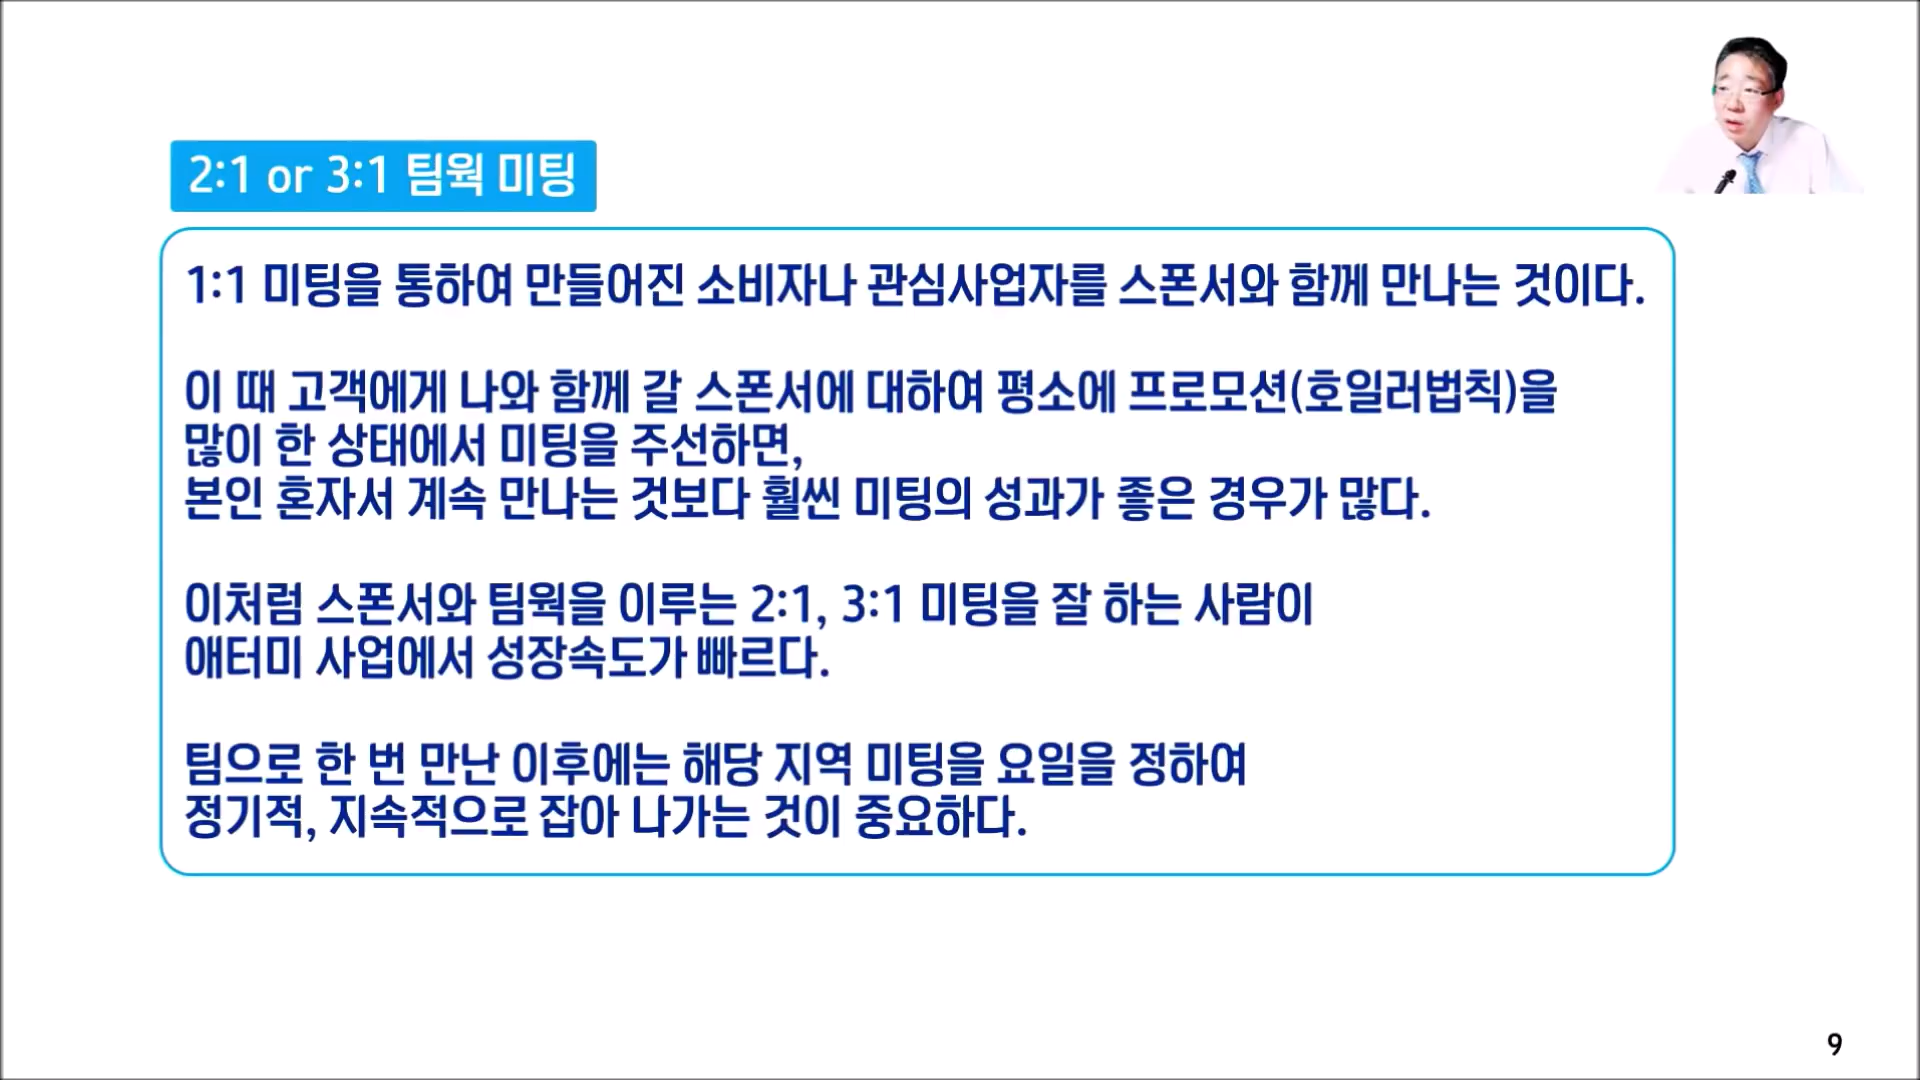 2:1 or 3:1 팀웍 미팅
1:1 미팅을 통하여 만들어진 소비자나 관심사업자를 스폰서와 함께 만나는 것이다.
이 때 고객에게 나와 함께 갈 스폰서에 대하여 평소에 프로모션(호일러법칙)을
많이 한 상태에서 미팅을 주선하면,
본인 혼자서 계속 만나는 것보다 훨씬 미팅의 성과가 좋은 경우가 많다.
이처럼 스폰서와 팀웍을 이루는 2:1, 3:1 미팅을 잘 하는 사람이
애터미 사업에서 성장속도가 빠르다.
팀으로 한 번 만난 이후에는 해당 지역 미팅을 요일을 정하여
정기적, 지속적으로 잡아 나가는 것이 중요하다.
9